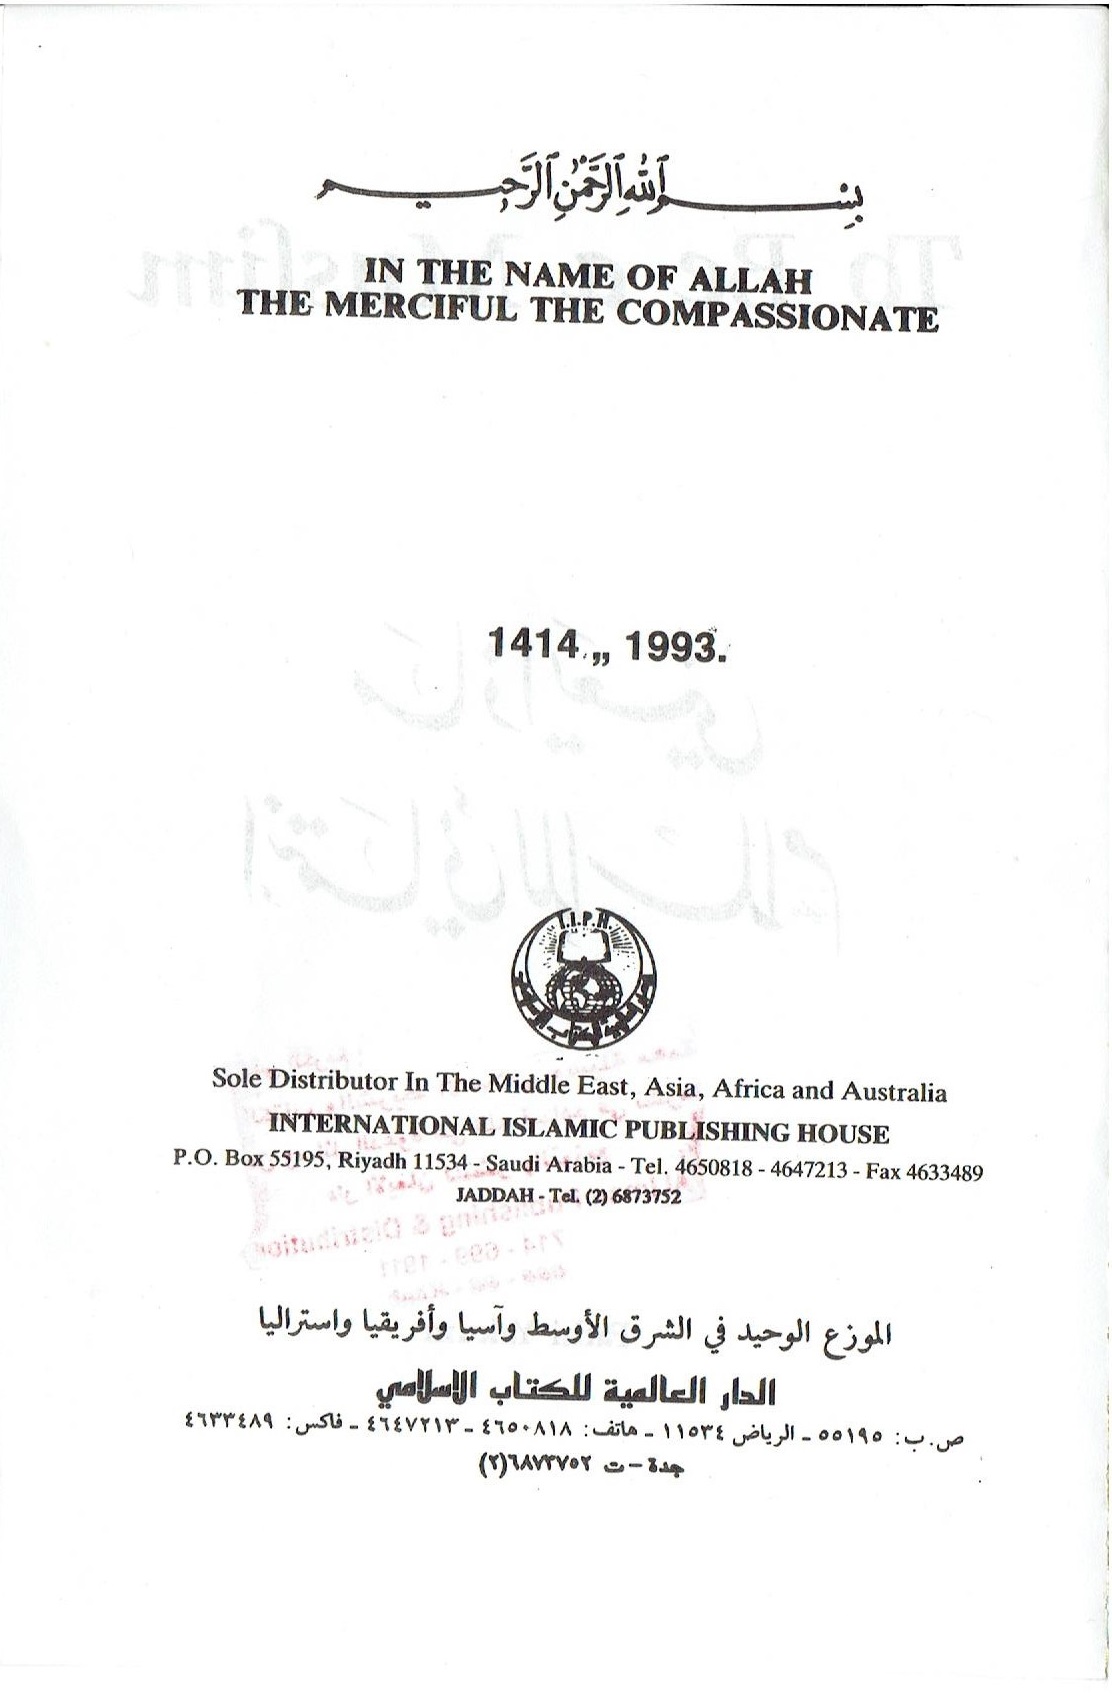 بسم الله الرحمن الرحيم
IN THE NAME OF ALLAH
THE MERCIFUL THE COMPASSIONATE
1414.,, 1993.
I.I.P.H.
Sole Distributor In The Middle East, Asia, Africa and Australia
INTERNATIONAL ISLAMIC PUBLISHING HOUSE
P.O. Box 55195, Riyadh 11534 - Saudi Arabia - Tel. 4650818 - 4647213 - Fax 4633489
JADDAH - Tel. (2) 6873752
الموزع الوحيد في الشرق الأوسط وآسيا وأفريقيا واستراليا
الدار العالمية للكتاب الإسلامي
ص.ب: ٥٥١٩٥ - الرياض ١١٥٣٤ - هاتف: ٤٦٥٠٨١٨ - ٤٦٤٧٢١٣ - فاكس: ٤٦٣٣٤٨٩
جدة - ت ٦٨٧٣٧٥٢(٢)